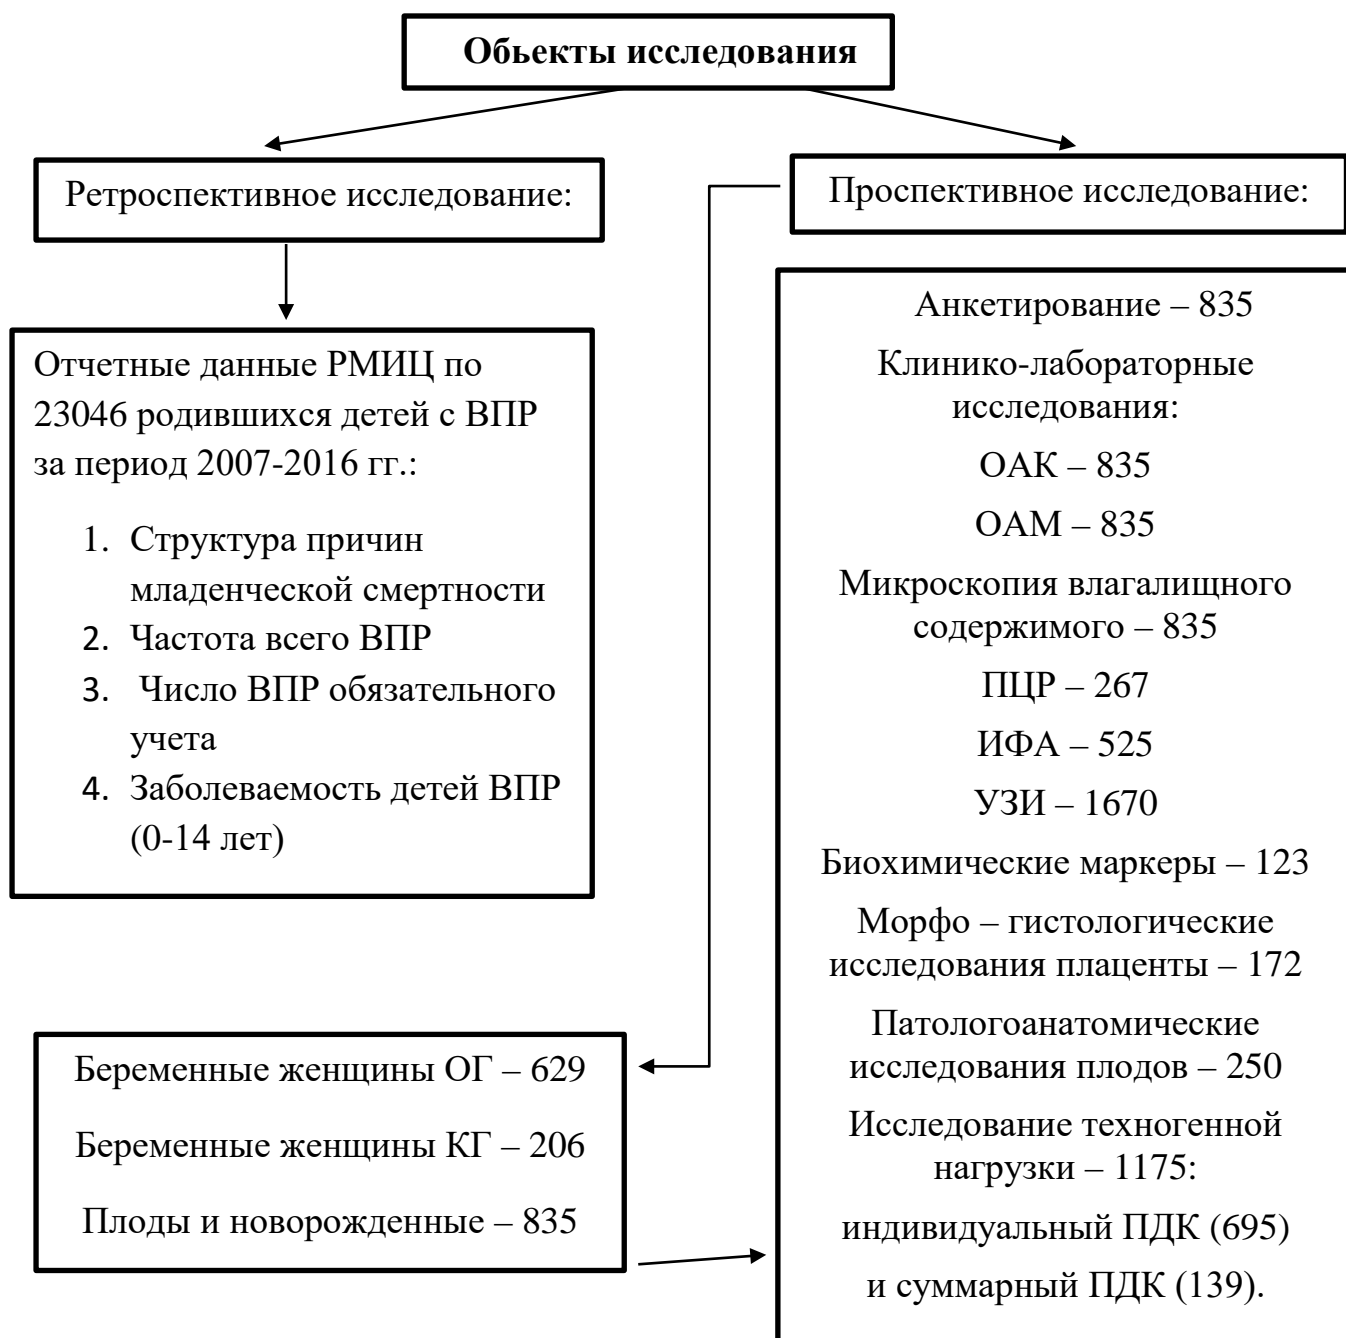 Обьекты исследования
Ретроспективное исследование:
Проспективное исследование:
Отчетные данные РМИЦ по
23046 родившихся детей с ВПР
за период 2007-2016 гг.:
1. Структура причин
младенческой смертности
2. Частота всего ВПР
3. Число ВПР обязательного
учета
4. Заболеваемость детей ВПР
(0-14 лет)
Беременные женщины ОГ – 629
Беременные женщины КГ – 206
Плоды и новорожденные – 835
Анкетирование – 835
Клинико-лабораторные
исследования:
ОАК – 835
ОАМ – 835
Микроскопия влагалищного
содержимого – 835
ПЦР – 267
ИФА – 525
УЗИ – 1670
Биохимические маркеры – 123
Морфо – гистологические
исследования плаценты – 172
Патологоанатомические
исследования плодов – 250
Исследование техногенной
нагрузки – 1175:
индивидуальный ПДК (695)
и суммарный ПДК (139).